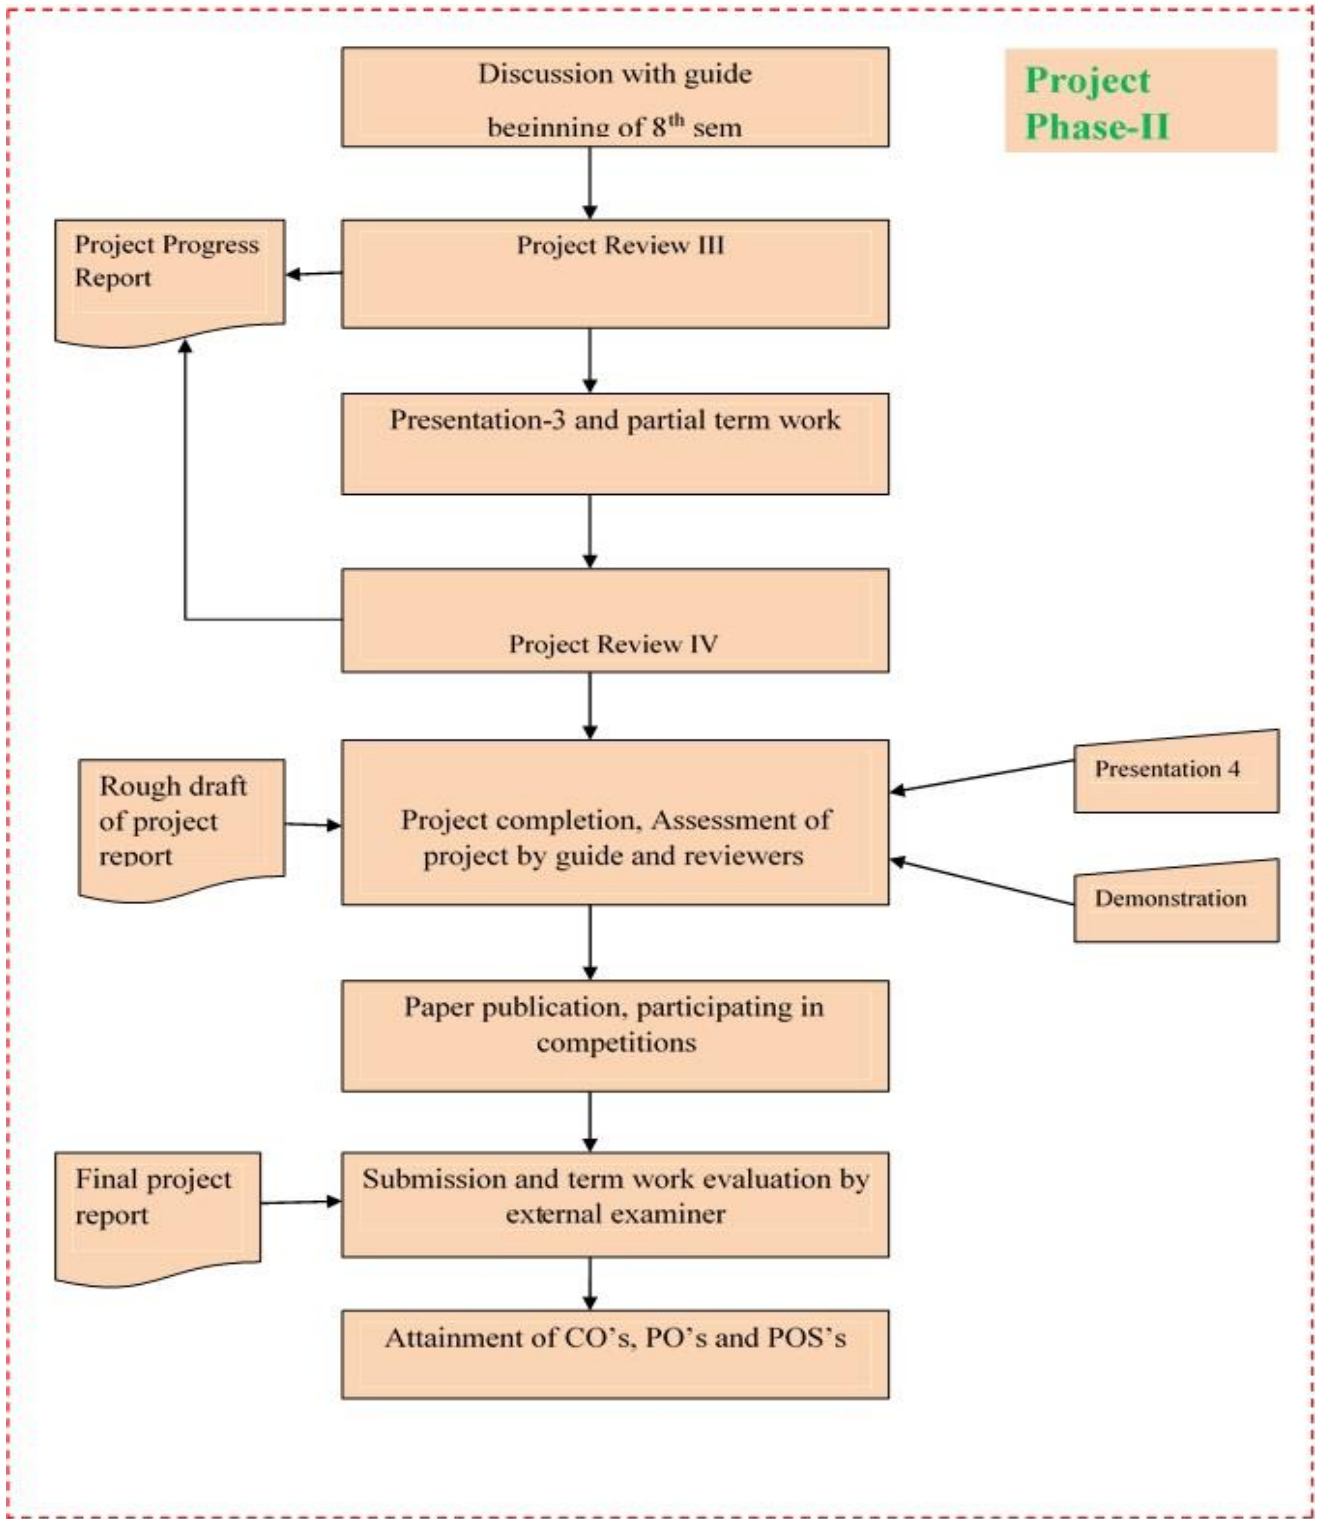 Discussion with guide
beginning of 8th sem
Project
Phase-II
Project Progress
Report
Project Review III
Presentation-3 and partial term work
Project Review IV
Rough draft
of project
report
Project completion, Assessment of
project by guide and reviewers
Presentation 4
Demonstration
Paper publication, participating in
competitions
Final project
report
Submission and term work evaluation by
external examiner
Attainment of CO’s, PO’s and POS’s